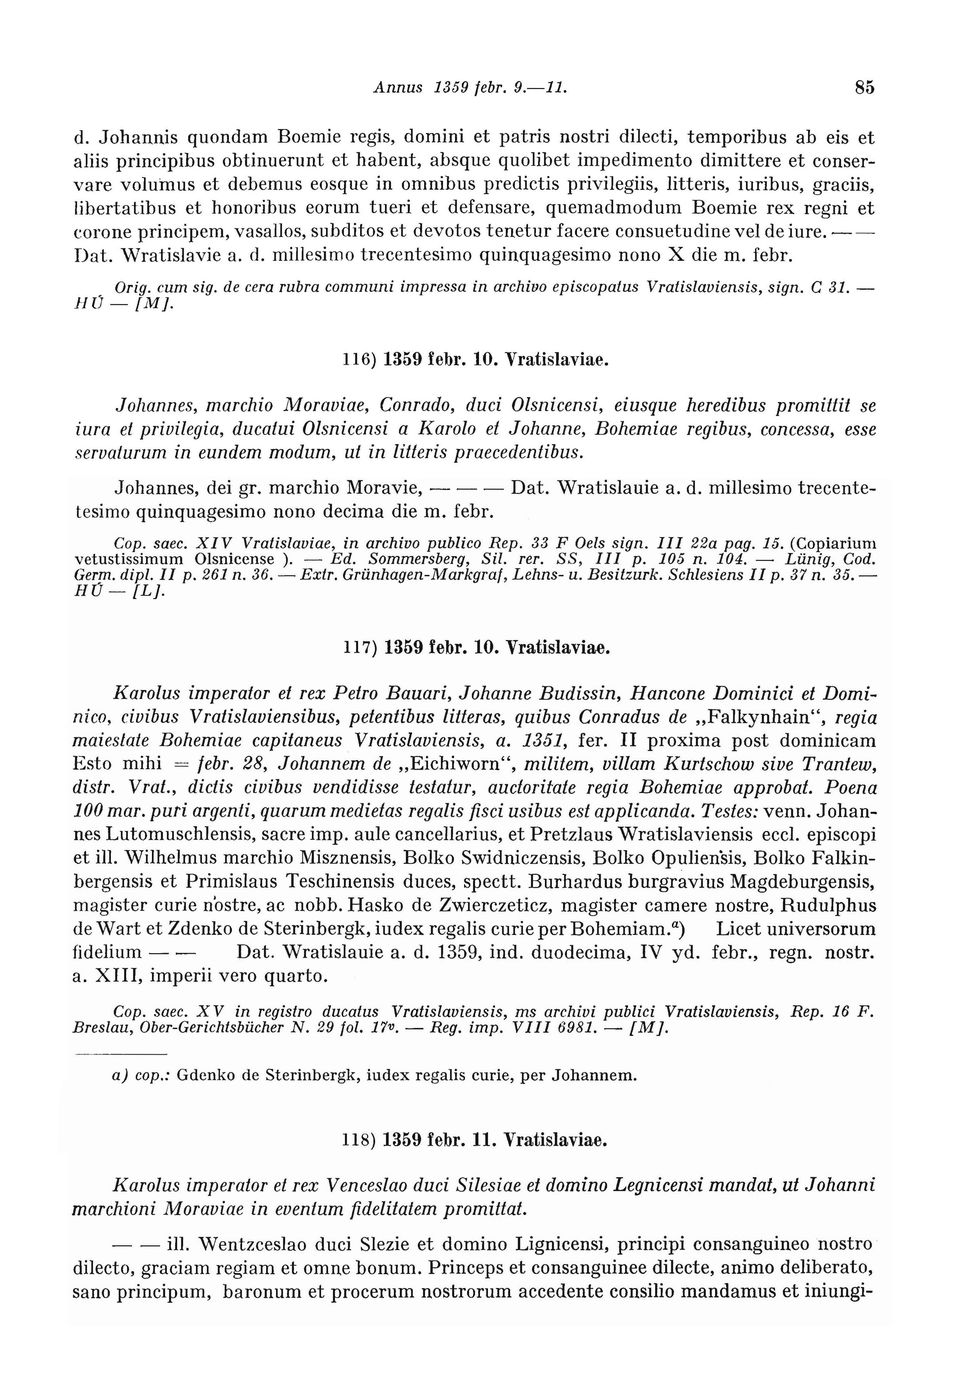 Annus 1359 febr. 9.—11. 85
d. Johannis quondam Boemie regis, domini et patris nostri dilecti, temporibus ab eis et
aliis principibus obtinuerunt et habent, absque quolibet impedimento dimittere et conser-
vare volumus et debemus eosque in omnibus predictis privilegiis, litteris, iuribus, graciis,
libertatibus et honoribus eorum tueri et defensare, quemadmodum Boemie rex regni et
corone principem, vasallos, subditos et devotos tenetur facere consuetudine vel de iure. — —
Dat. Wratislavie a. d. millesimo trecentesimo quinquagesimo nono X die m. febr.
Orig. cum sig. de cera rubra communi impressa in archivo episcopatus Vratislaviensis, sign. C 31. —
HÚ — [M].
116) 1359 febr. 10. Vratislaviae.
Johannes, marchio Moraviae, Conrado, duci Olsnicensi, eiusque heredibus promittit se
iura et privilegia, ducatui Olsnicensi a Karolo et Johanne, Bohemiae regibus, concessa, esse
servaturum in eundem modum, ut in litteris praecedentibus.
Johannes, dei gr. marchio Moravie, — — — Dat. Wratislauie a. d. millesimo trecente-
tesimo quinquagesimo nono decima die m. febr.
Cop. saec. XIV Vratislaviae, in archivo publico Rep. 33 F Oels sign. III 22a pag. 15. (Copiarium
vetustissimum Olsnicense ). — Ed. Sommersberg, Sil. rer. SS, III p. 105 n. 104. — Lünig, Cod.
Germ. dipl. II p. 261 n. 36. — Extr. Grünhagen-Markgraf, Lehns- u. Besitzurk. Schlesiens II p. 37 n. 35. —
HÚ — [L].
117) 1359 febr. 10. Vratislaviae.
Karolus imperator et rex Petro Bauari, Johanne Budissin, Hancone Dominici et Domi-
nico, civibus Vratislaviensibus, petentibus litteras, quibus Conradus de „Falkynhain“, regia
maiestate Bohemiae capitaneus Vratislaviensis, a. 1351, fer. II proxima post dominicam
Esto mihi = febr. 28, Johannem de „Eichiworn“, militem, villam Kurtschow sive Trantew,
distr. Vrat., dictis civibus vendidisse testatur, auctoritate regia Bohemiae approbat. Poena
100 mar. puri argenti, quarum medietas regalis fisci usibus est applicanda. Testes: venn. Johan-
nes Lutomuschlensis, sacre imp. aule cancellarius, et Pretzlaus Wratislaviensis eccl. episcopi
et ill. Wilhelmus marchio Misznensis, Bolko Swidniczensis, Bolko Opuliensis, Bolko Falkin-
bergensis et Primislaus Teschinensis duces, spectt. Burhardus burgravius Magdeburgensis,
magister curie nostre, ac nobb. Hasko de Zwierczeticz, magister camere nostre, Rudulphus
de Wart et Zdenko de Sterinbergk, iudex regalis curie per Bohemiam.a) Licet universorum
fidelium — — Dat. Wratislauie a. d. 1359, ind. duodecima, IV yd. febr., regn. nostr.
a. XIII, imperii vero quarto.
Cop. saec. XV in registro ducatus Vratislaviensis, ms archivi publici Vratislaviensis, Rep. 16 F.
Breslau, Ober-Gerichtsbücher N. 29 fol. 17v. — Reg. imp. VIII 6981. — [M].
a) cop.: Gdenko de Sterinbergk, iudex regalis curie, per Johannem.
118) 1359 febr. 11. Vratislaviae.
Karolus imperator et rex Venceslao duci Silesiae et domino Legnicensi mandat, ut Johanni
marchioni Moraviae in eventum fidelitatem promittat.
— — ill. Wentzceslao duci Slezie et domino Lignicensi, principi consanguineo nostro
dilecto, graciam regiam et omne bonum. Princeps et consanguinee dilecte, animo deliberato,
sano principum, baronum et procerum nostrorum accedente consilio mandamus et iniungi-